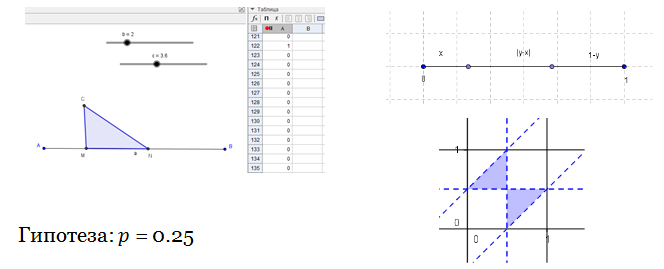 b = 2
c = 3.6
C
A
M
a
N
B
Таблица
A B
121 0
122 1
123 0
124 0
125 0
126 0
127 0
128 0
129 0
130 0
131 0
132 0
133 0
134 0
135 0
x |y-x| 1-y
0 1
1
0
0 1
Гипотеза: p = 0.25